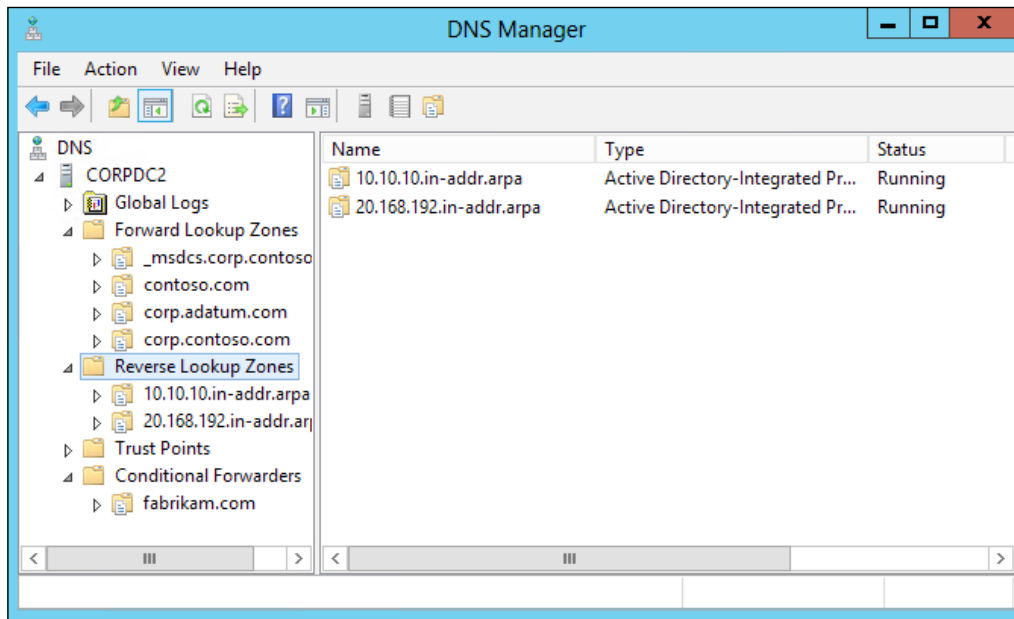 DNS Manager
File Action View Help
DNS
CORPDC2
Global Logs
Forward Lookup Zones
_msdcs.corp.contoso
contoso.com
corp.adatum.com
corp.contoso.com
Reverse Lookup Zones
10.10.10.in-addr.arpa
20.168.192.in-addr.arp
Trust Points
Conditional Forwarders
fabrikam.com
Name Type Status
10.10.10.in-addr.arpa Active Directory-Integrated Pr... Running
20.168.192.in-addr.arpa Active Directory-Integrated Pr... Running